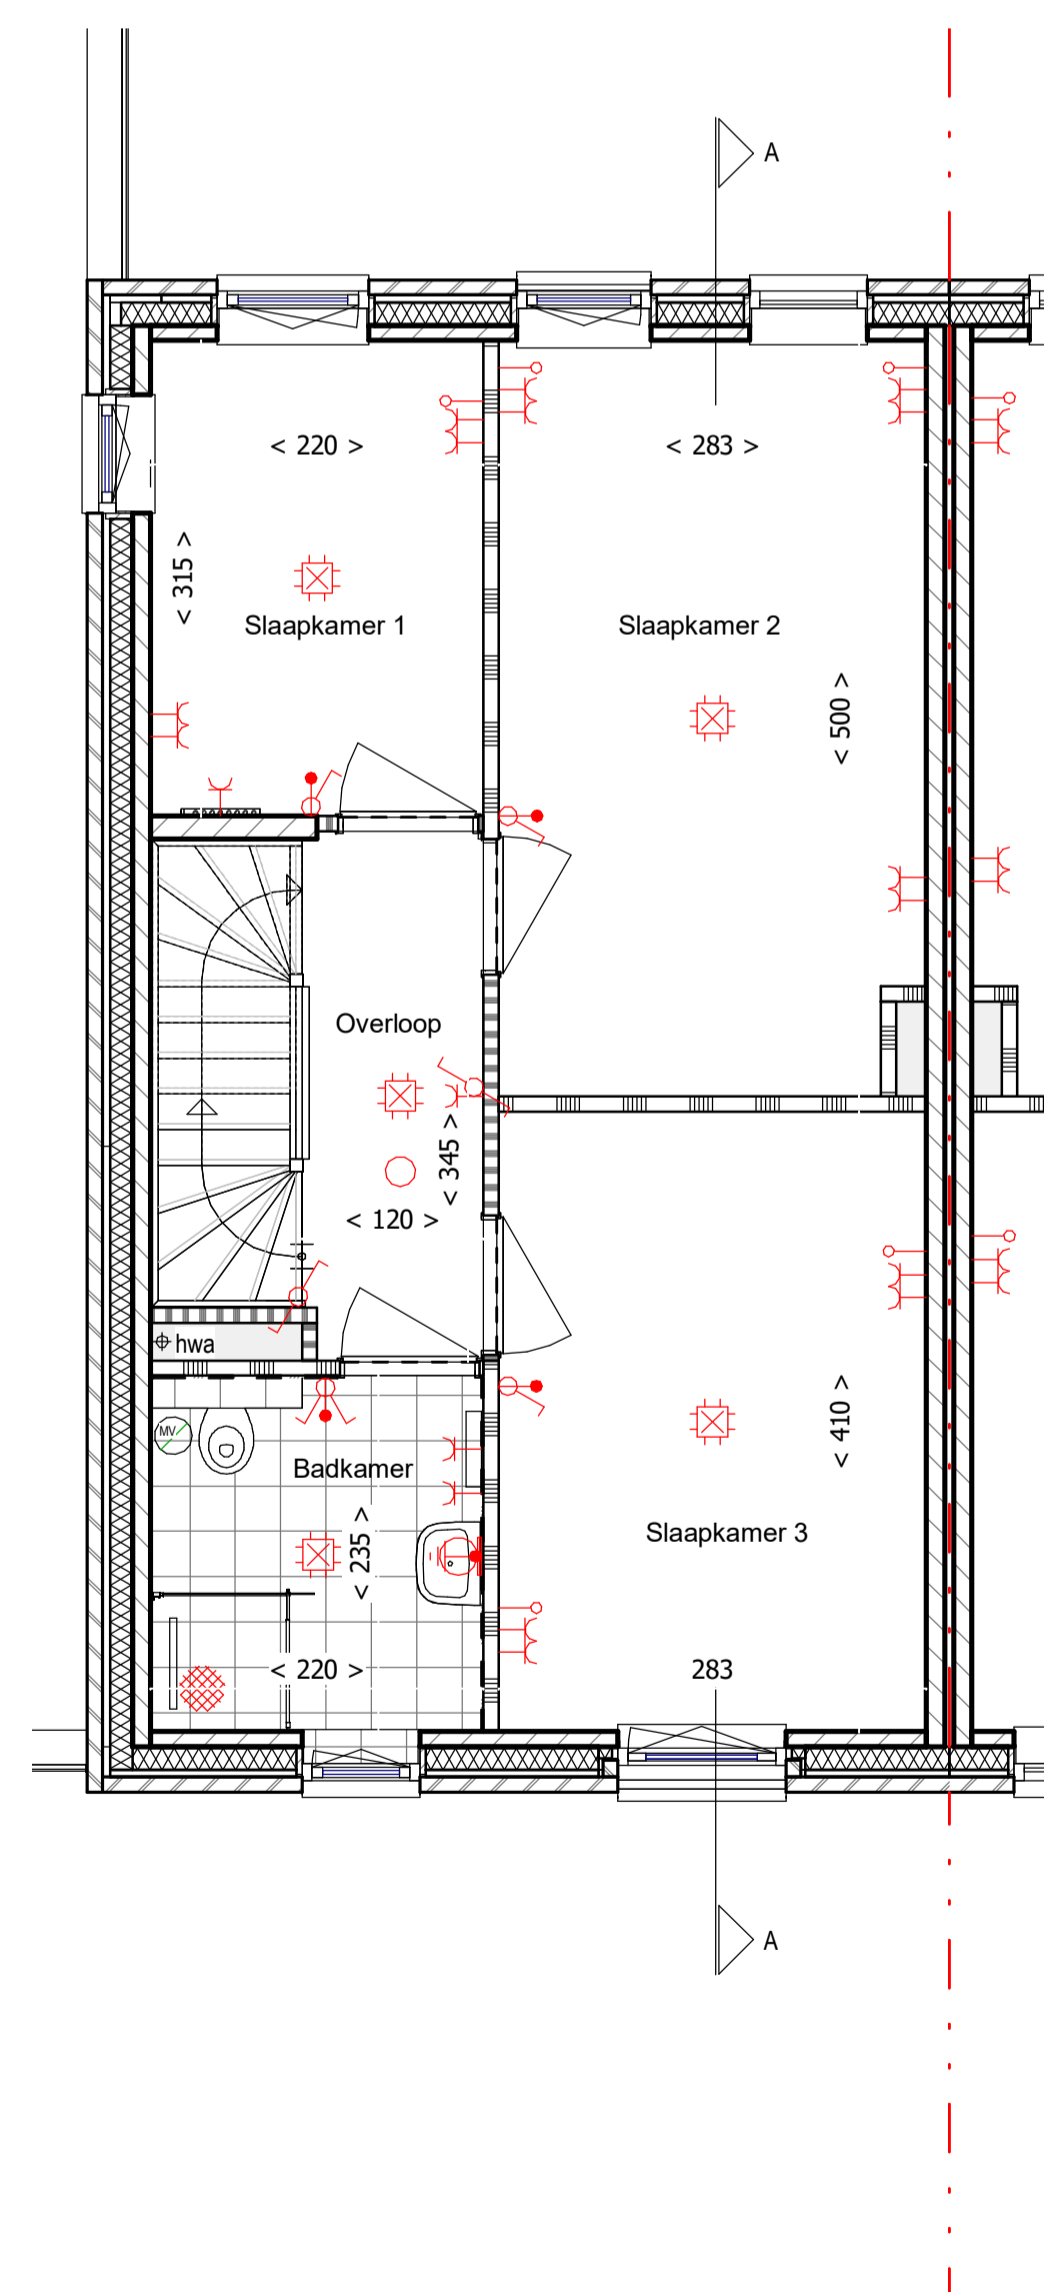 A
< 220 >
< 283 >
< 315 >
Slaapkamer 1
Slaapkamer 2
< 500 >
Overloop
< 345 >
< 120 >
hwa
MV
Badkamer
< 410 >
< 235 >
Slaapkamer 3
< 220 >
283
A